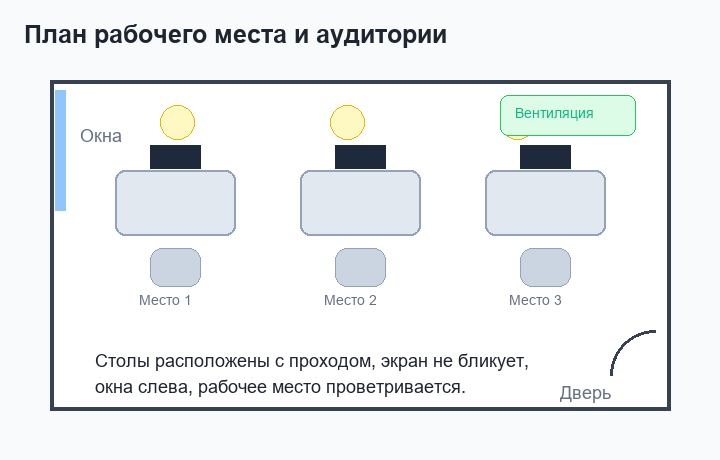 План рабочего места и аудитории
Вентиляция
Окна
Место 1
Место 2
Место 3
Столы расположены с проходом, экран не бликует,
окна слева, рабочее место проветривается.
Дверь